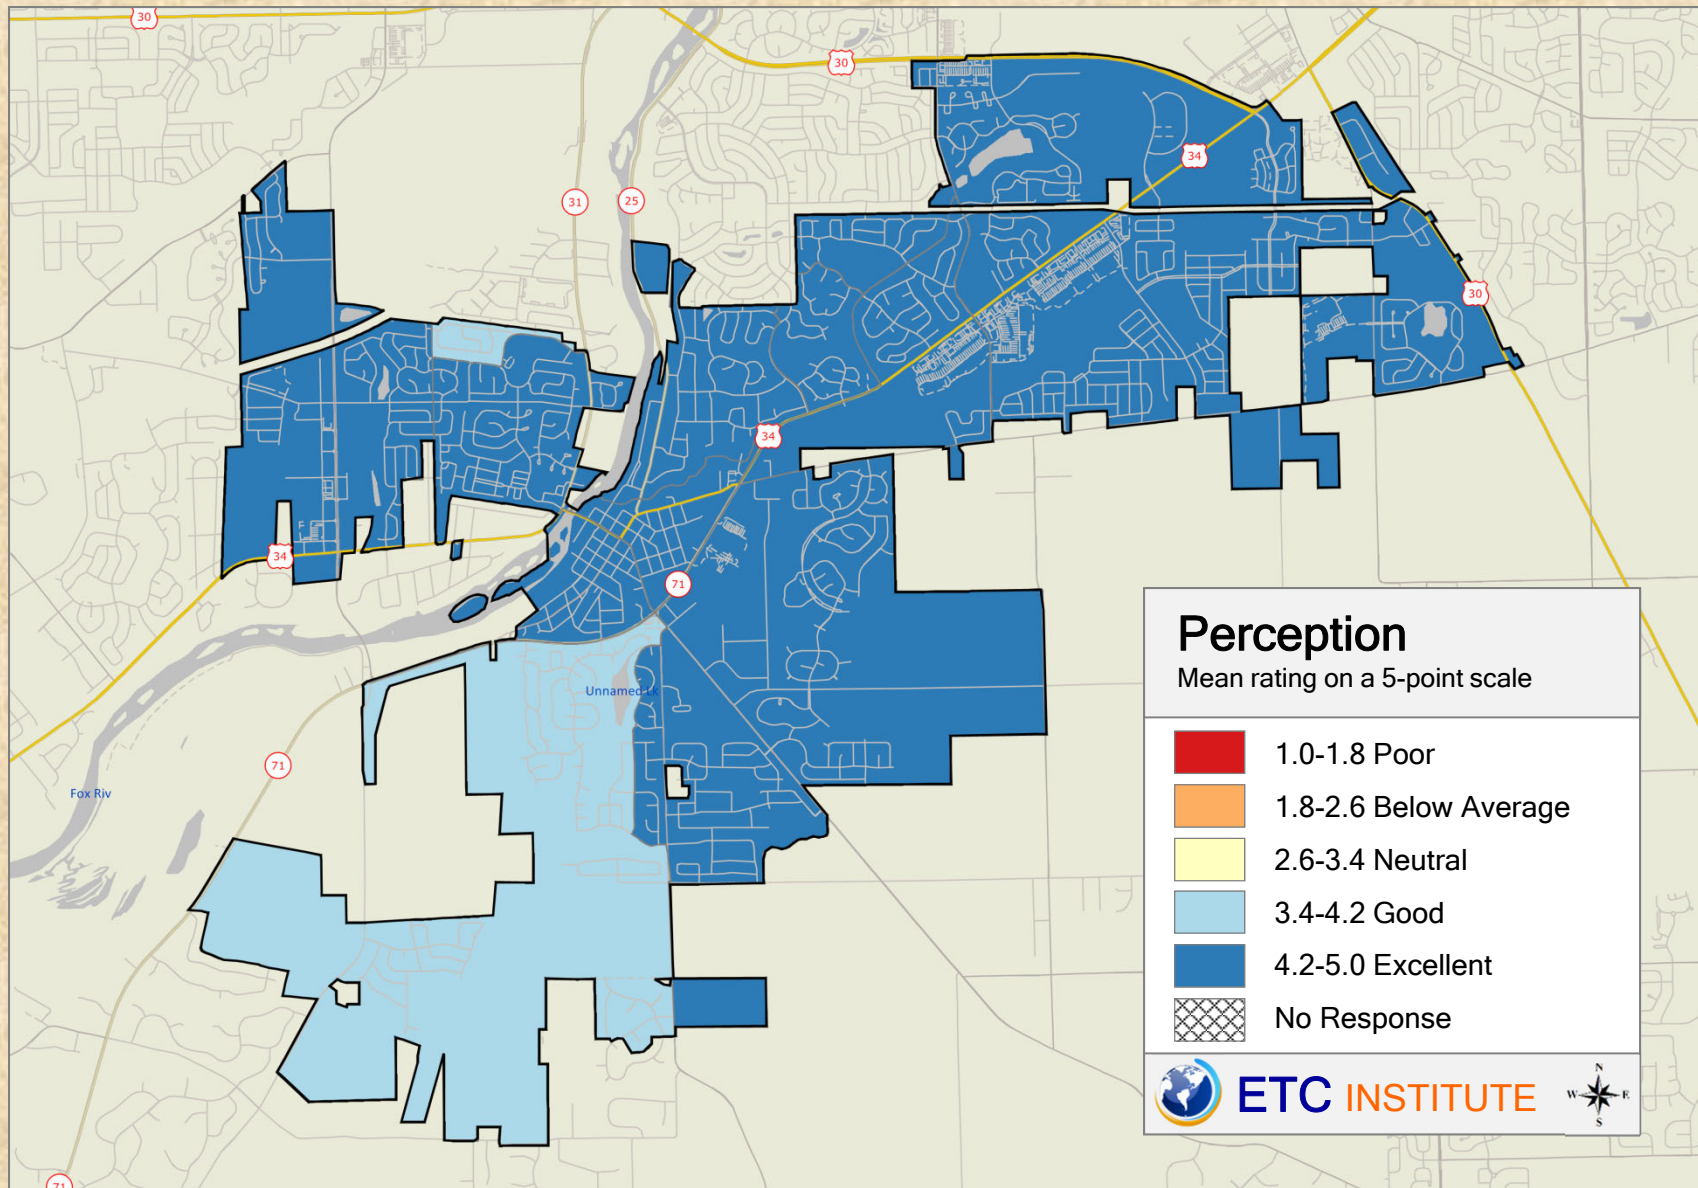 30
30
34
31
25
30
34
34
71
Unnamed Lk
71
Fox Riv
71
Perception
Mean rating on a 5-point scale
1.0-1.8 Poor
1.8-2.6 Below Average
2.6-3.4 Neutral
3.4-4.2 Good
4.2-5.0 Excellent
No Response
ETC INSTITUTE
N
W E
S